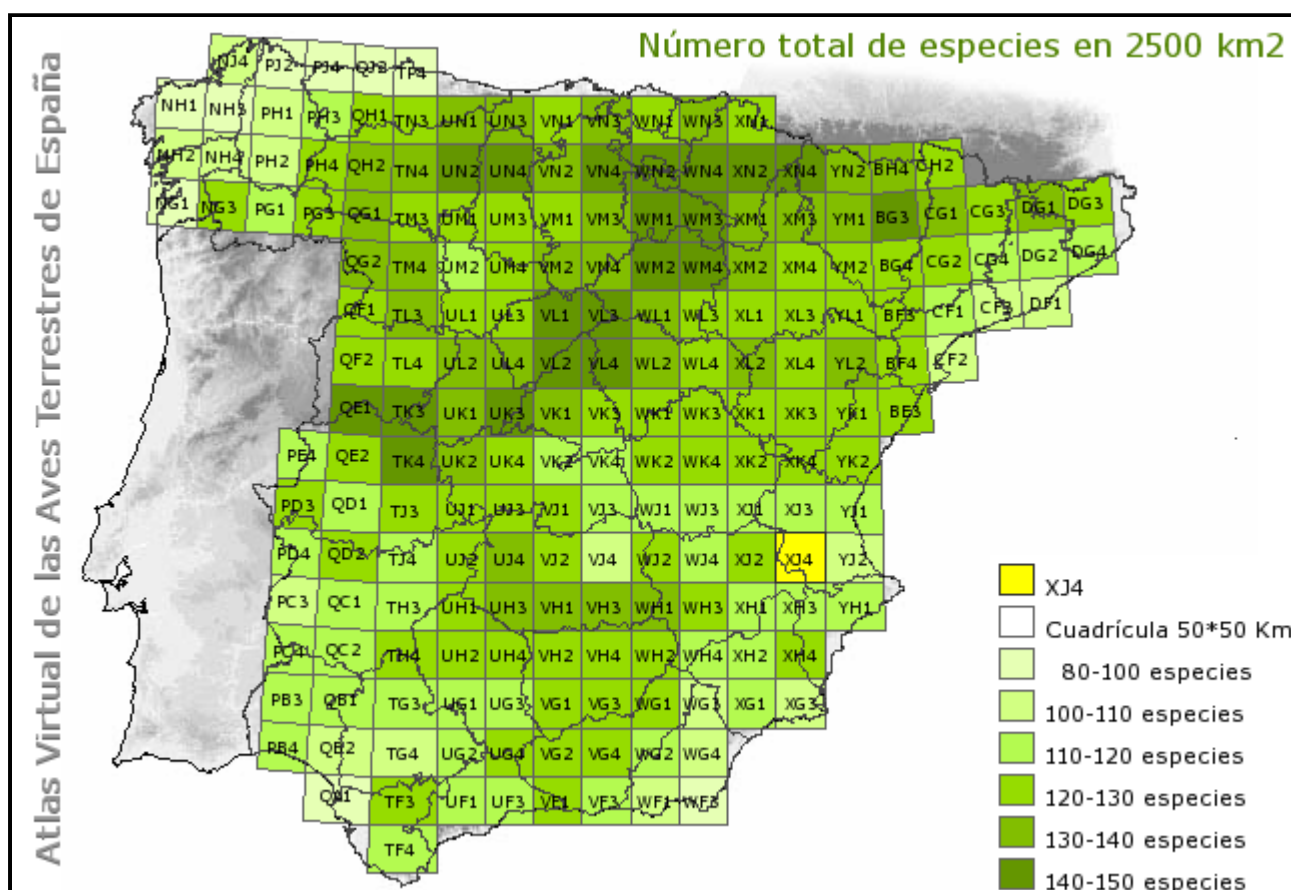 Número total de especies en 2500 km2
Atlas Virtual de las Aves Terrestres de España
NJ4 PJ2 PJ4 QJ2 TP4
NH1 NH3 PH1 PH3 QH1 TN3 UN1 UN3 VN1 VN3 WN1 WN3 XN1
NH2 NH4 PH2 PH4 QH2 TN4 UN2 UN4 VN2 VN4 WN2 WN4 XN2 XN4 YN2 BH4 CH2
NG1 NG3 PG1 PG3 QG1 TM3 UM1 UM3 VM1 VM3 WM1 WM3 XM1 XM3 YM1 BG3 CG1 CG3 DG1 DG3
QG2 TM4 UM2 UM4 VM2 VN4 WM2 WM4 XM2 XM4 YM2 BG4 CG2 CG4 DG2 DG4
QF1 TL3 UL1 UL3 VL1 VL3 WL1 WL3 XL1 XL3 YL1 BF3 CF1 CF3 DF1
QF2 TL4 UL2 UL4 VL2 VL4 WL2 WL4 XL2 XL4 YL2 BF4 CF2
QE1 TK3 UK1 UK3 VK1 VK3 WK1 WK3 XK1 XK3 YK1 BE3
PE4 QE2 TK4 UK2 UK4 VK2 VK4 WK2 WK4 XK2 XK4 YK2
PD3 QD1 TJ3 UJ1 UJ3 VJ1 VJ3 WJ1 WJ3 XJ1 XJ3 YJ1
PD4 QD2 TJ4 UJ2 UJ4 VJ2 VJ4 WJ2 WJ4 XJ2 XJ4 YJ2
PC3 QC1 TH3 UH1 UH3 VH1 VH3 WH1 WH3 XH1 XH3 YH1
PC4 QC2 TH4 UH2 UH4 VH2 VH4 WH2 WH4 XH2 XH4
PB3 QB1 TG3 UG1 UG3 VG1 VG3 WG1 WG3 XG1 XG3
PB4 QB2 TG4 UG2 UG4 VG2 VG4 WG2 WG4
TF3 UF1 UF3 VF1 VF3 WF1 WF3
TF4
XJ4
Cuadrícula 50*50 Km
80-100 especies
100-110 especies
110-120 especies
120-130 especies
130-140 especies
140-150 especies